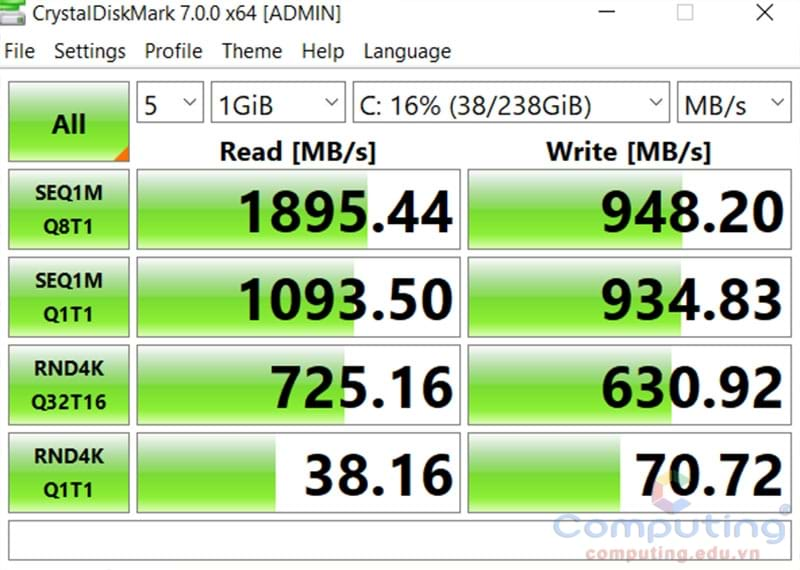 CrystalDiskMark 7.0.0 x64 [ADMIN]
File Settings Profile Theme Help Language
All 5 1GiB C: 16% (38/238GiB) MB/s
Read [MB/s] Write [MB/s]
SEQ1M
Q8T1 1895.44 948.20
SEQ1M
Q1T1 1093.50 934.83
RND4K
Q32T16 725.16 630.92
RND4K
Q1T1 38.16 70.72
Computing®
computing.edu.vn